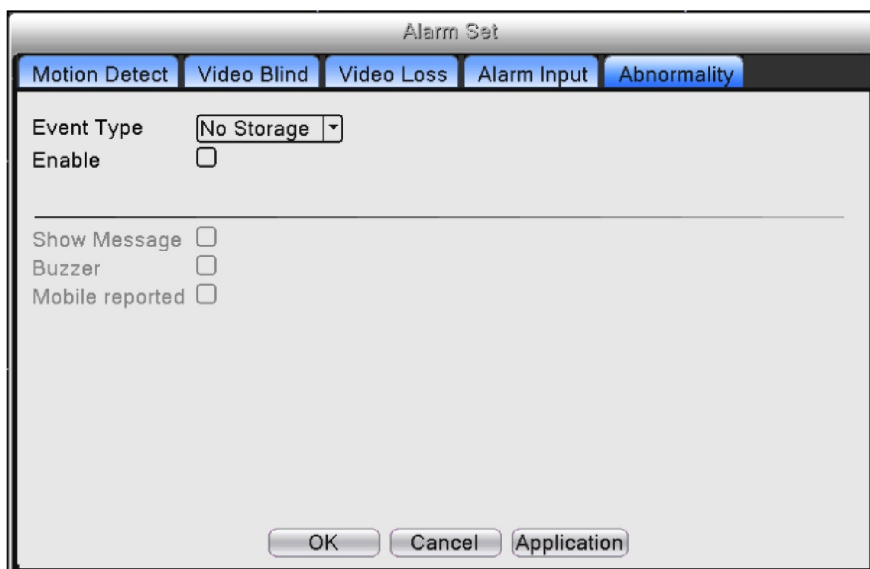 Alarm Set
Motion Detect Video Blind Video Loss Alarm Input Abnormality
Event Type No Storage
Enable
Show Message
Buzzer
Mobile reported
OK Cancel Application